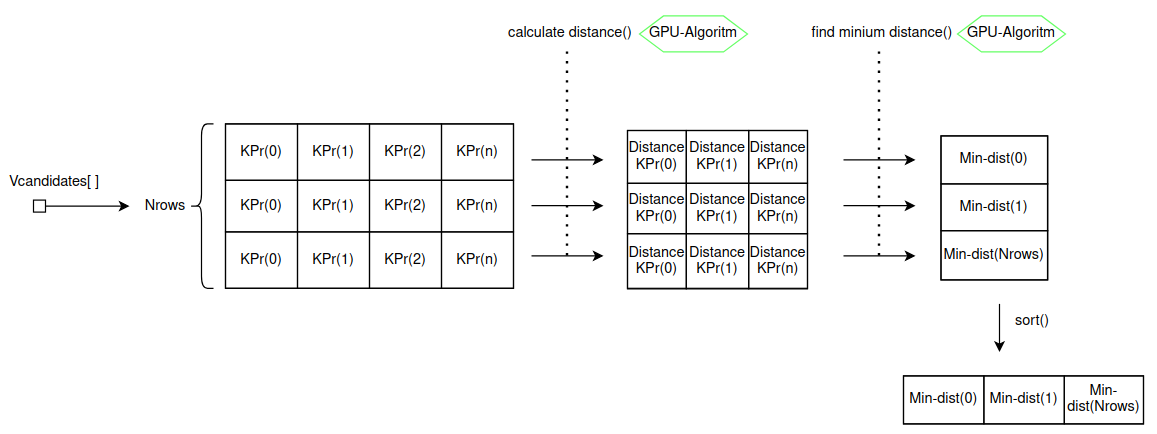 calculate distance()
GPU-Algoritm
find minium distance()
GPU-Algoritm
Vcandidates[ ]
Nrows
KPr(0)
KPr(1)
KPr(2)
KPr(n)
KPr(0)
KPr(1)
KPr(2)
KPr(n)
KPr(0)
KPr(1)
KPr(2)
KPr(n)
Distance
KPr(0)
Distance
KPr(1)
Distance
KPr(n)
Distance
KPr(0)
Distance
KPr(1)
Distance
KPr(n)
Distance
KPr(0)
Distance
KPr(1)
Distance
KPr(n)
Min-dist(0)
Min-dist(1)
Min-dist(Nrows)
sort()
Min-dist(0)
Min-dist(1)
Min-
dist(Nrows)